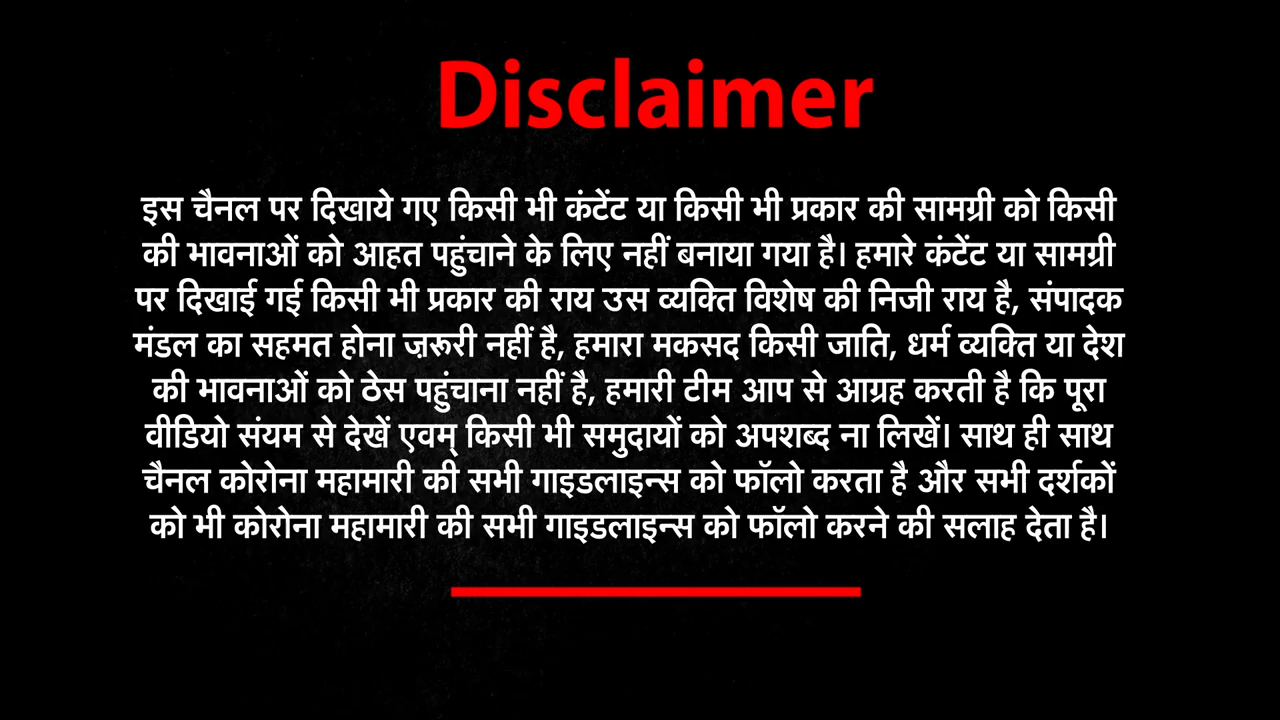 Disclaimer
इस चैनल पर दिखाये गए किसी भी कंटेंट या किसी भी प्रकार की सामग्री को किसी
की भावनाओं को आहत पहुंचाने के लिए नहीं बनाया गया है। हमारे कंटेंट या सामग्री
पर दिखाई गई किसी भी प्रकार की राय उस व्यक्ति विशेष की निजी राय है, संपादक
मंडल का सहमत होना ज़रूरी नहीं है, हमारा मकसद किसी जाति, धर्म व्यक्ति या देश
की भावनाओं को ठेस पहुंचाना नहीं है, हमारी टीम आप से आग्रह करती है कि पूरा
वीडियो संयम से देखें एवम् किसी भी समुदायों को अपशब्द ना लिखें। साथ ही साथ
चैनल कोरोना महामारी की सभी गाइडलाइन्स को फॉलो करता है और सभी दर्शकों
को भी कोरोना महामारी की सभी गाइडलाइन्स को फॉलो करने की सलाह देता है।